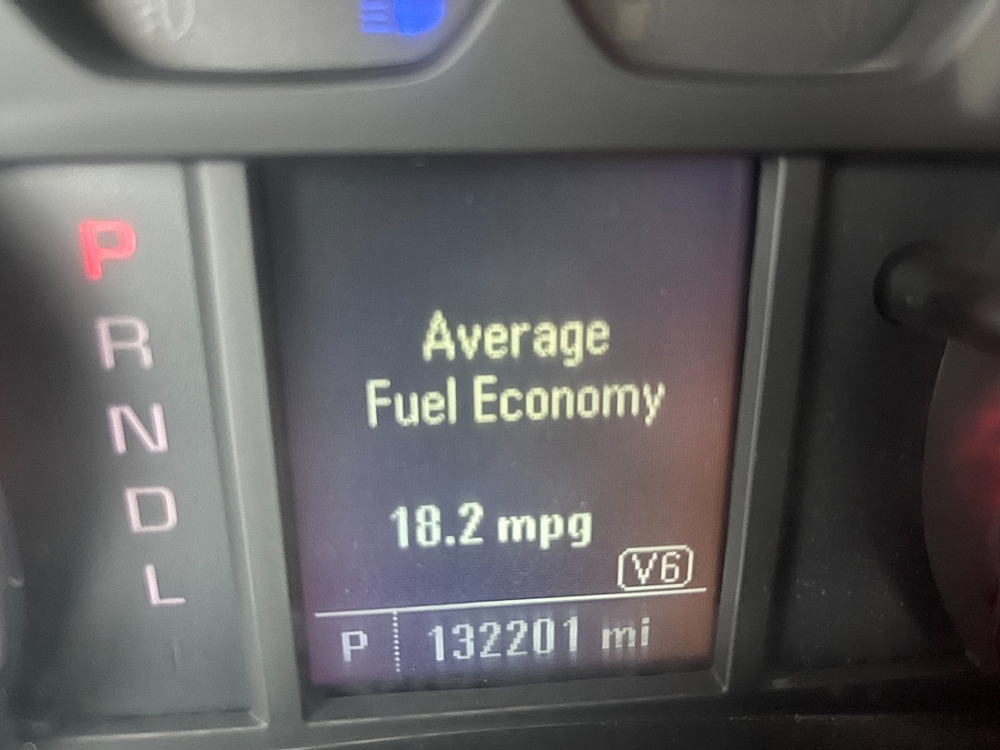 P
R
N
D
L
Average
Fuel Economy
18.2 mpg
V6
P 132201 mi